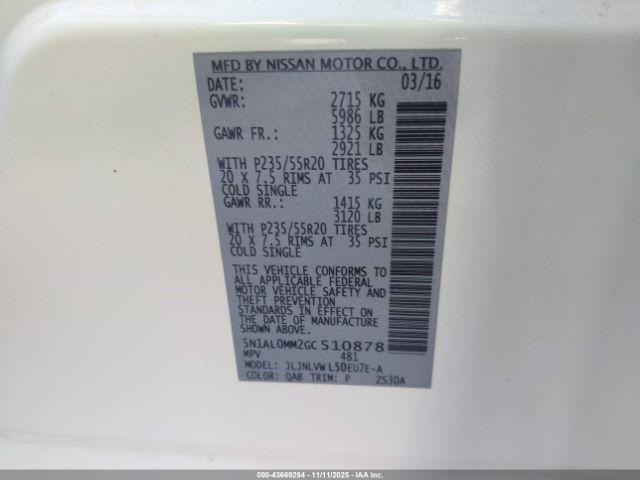 MFD BY NISSAN MOTOR CO., LTD.
DATE: 03/16
GVWR: 2715 KG
5986 LB
GAWR FR.: 1325 KG
2921 LB
WITH P235/55R20 TIRES
20 X 7.5 RIMS AT 35 PSI
COLD SINGLE
GAWR RR.: 1415 KG
3120 LB
WITH P235/55R20 TIRES
20 X 7.5 RIMS AT 35 PSI
COLD SINGLE
THIS VEHICLE CONFORMS TO
ALL APPLICABLE FEDERAL
MOTOR VEHICLE SAFETY AND
THEFT PREVENTION
STANDARDS IN EFFECT ON
THE DATE OF MANUFACTURE
SHOWN ABOVE.
5N1AL0MM2GC510878
MPV 481
MODEL: JLJNLVWL50EU7E-A
COLOR: QAB TRIM: P 2S30A
000-43669254 - 11/11/2025 - IAA Inc.